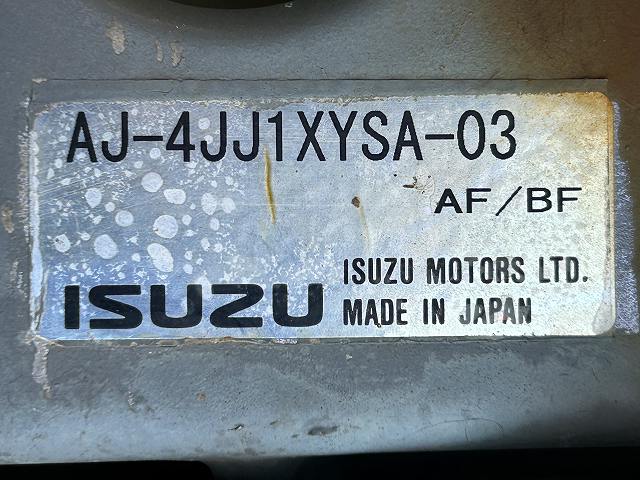 AJ-4JJ1XYSA-03
AF/BF
ISUZU
ISUZU MOTORS LTD.
MADE IN JAPAN